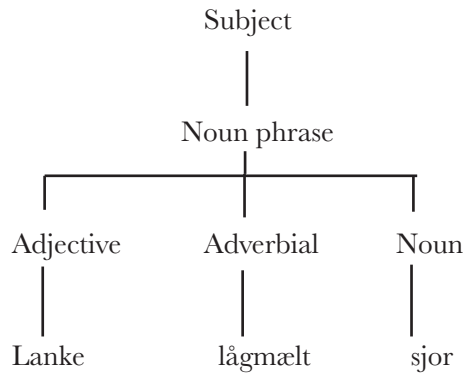 Subject
Noun phrase
Adjective Adverbial Noun
Lanke lågmælt sjor